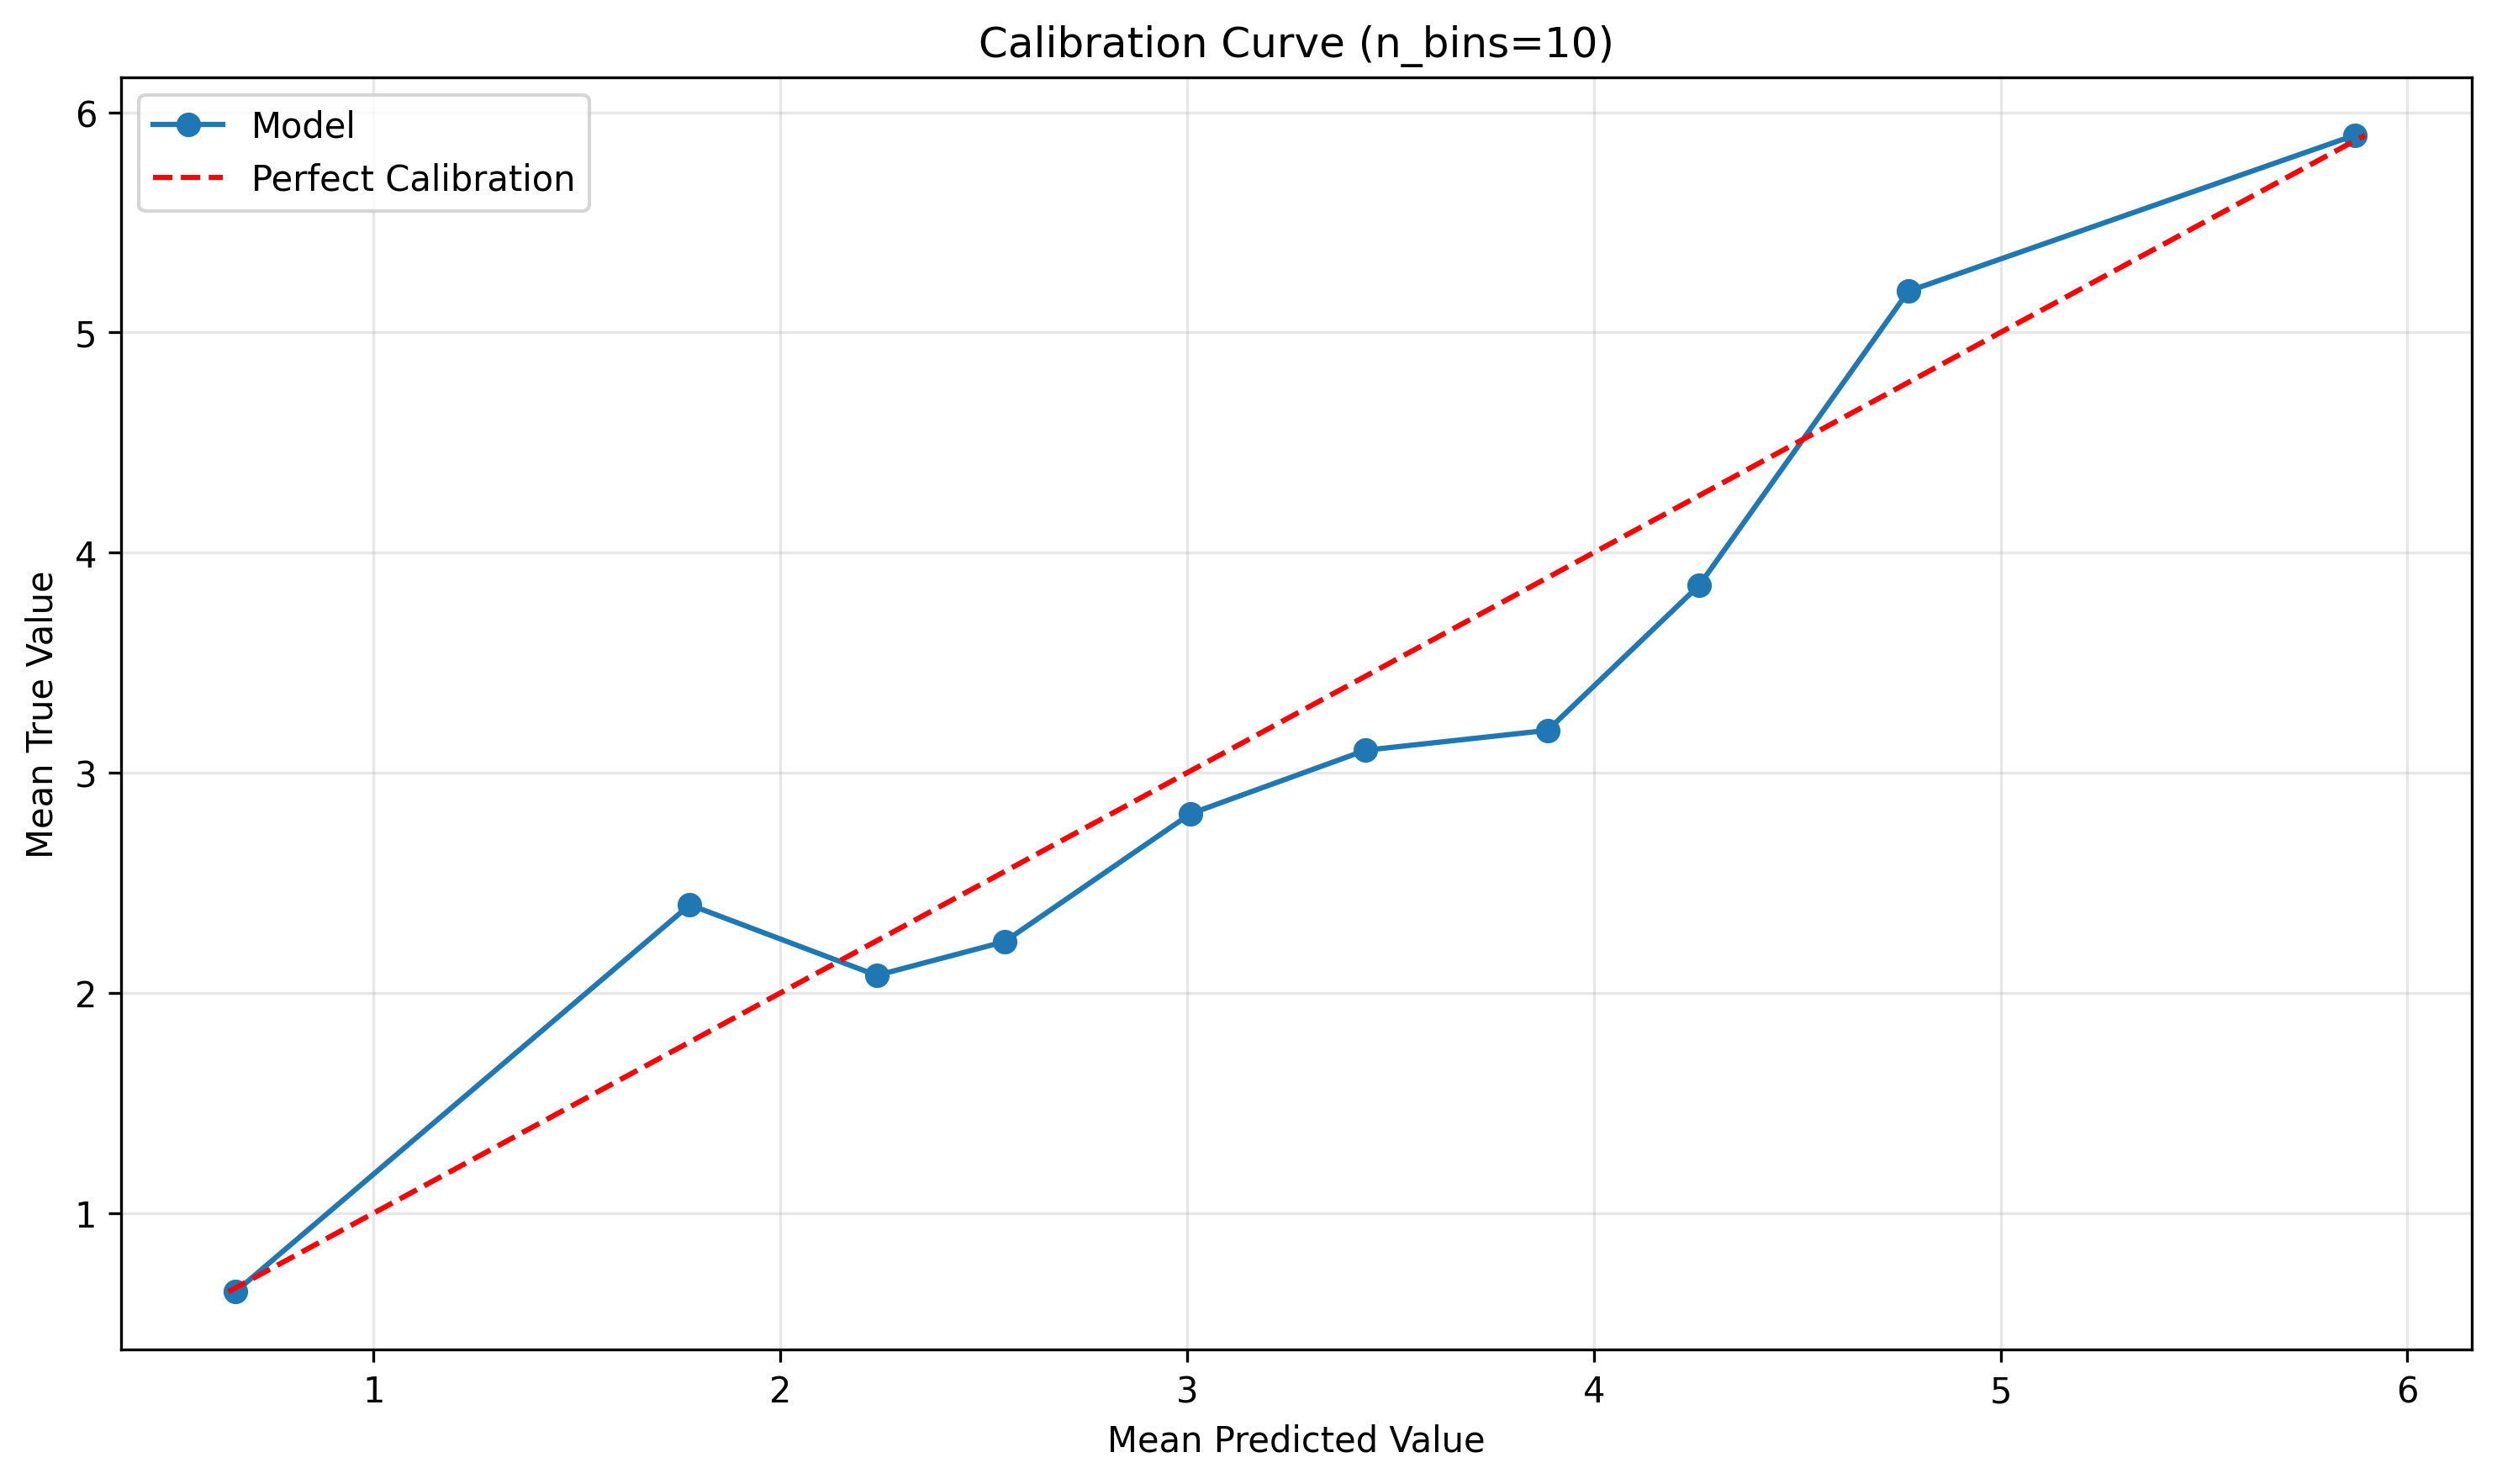 Calibration Curve (n_bins=10)
Model
Perfect Calibration
Mean True Value
6
5
4
3
2
1
1 2 3 4 5 6
Mean Predicted Value